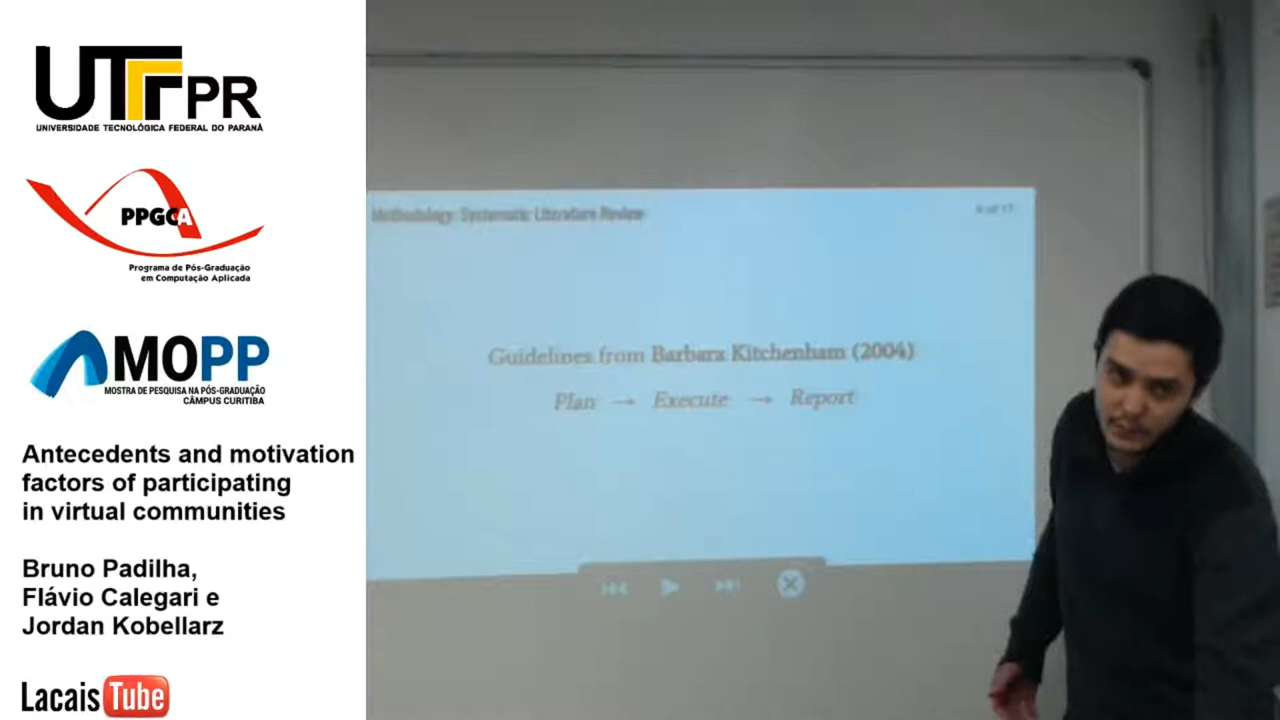 UTFPR
UNIVERSIDADE TECNOLÓGICA FEDERAL DO PARANÁ
PPGCA
Programa de Pós-Graduação
em Computação Aplicada
MOPP
MOSTRA DE PESQUISA NA PÓS-GRADUAÇÃO
CÂMPUS CURITIBA
Antecedents and motivation
factors of participating
in virtual communities
Bruno Padilha,
Flávio Calegari e
Jordan Kobellarz
LacaisTube
Methodology: Systematic Literature Review
Guidelines from Barbara Kitchenham (2004)
Plan → Execute → Report